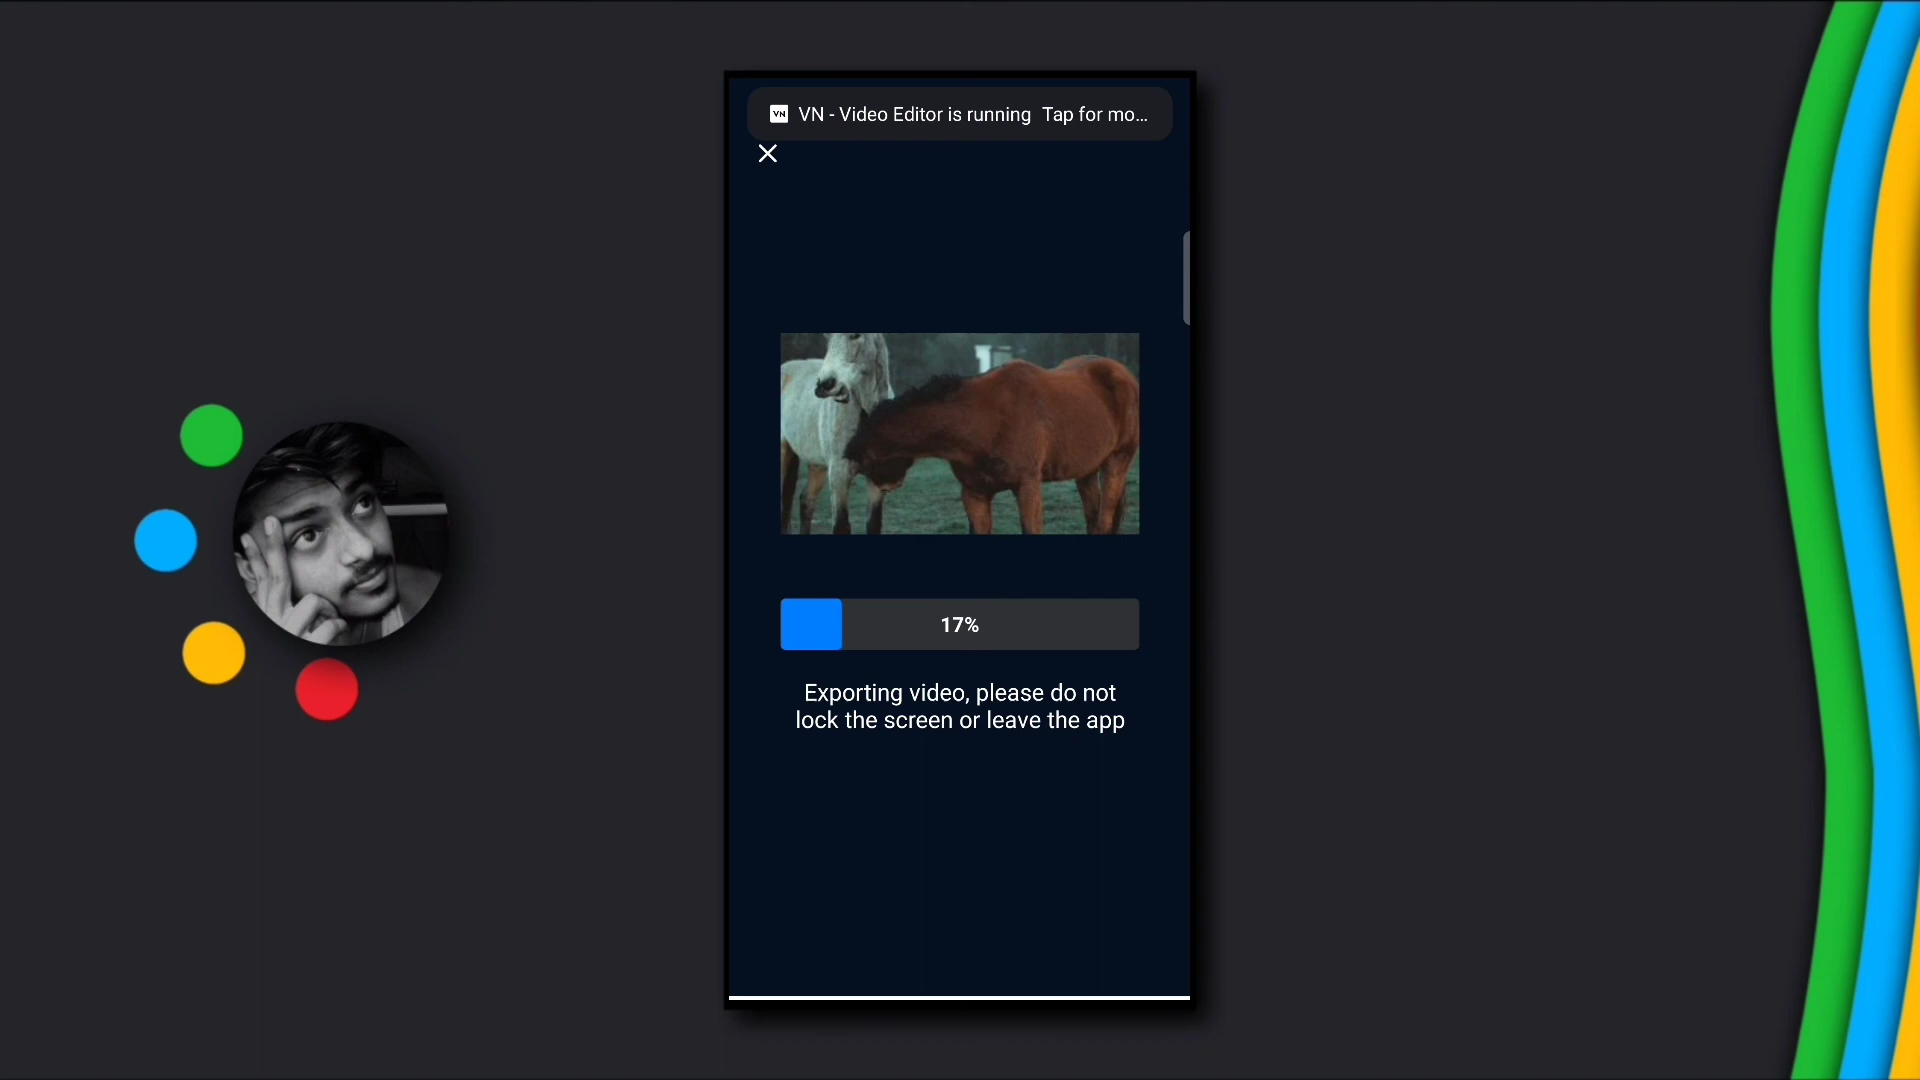 VN VN - Video Editor is running Tap for mo...
17%
Exporting video, please do not
lock the screen or leave the app